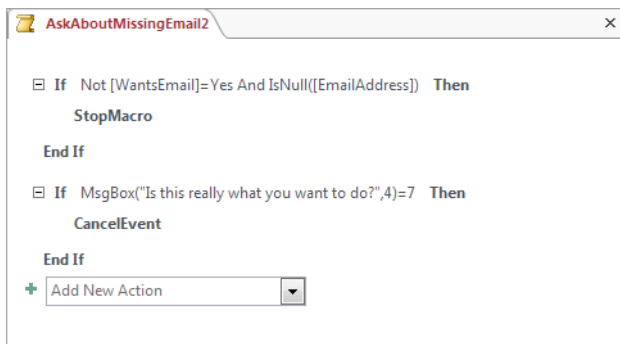 AskAboutMissingEmail2
If Not [WantsEmail]=Yes And IsNull([EmailAddress]) Then
StopMacro
End If
If MsgBox("Is this really what you want to do?",4)=7 Then
CancelEvent
End If
Add New Action